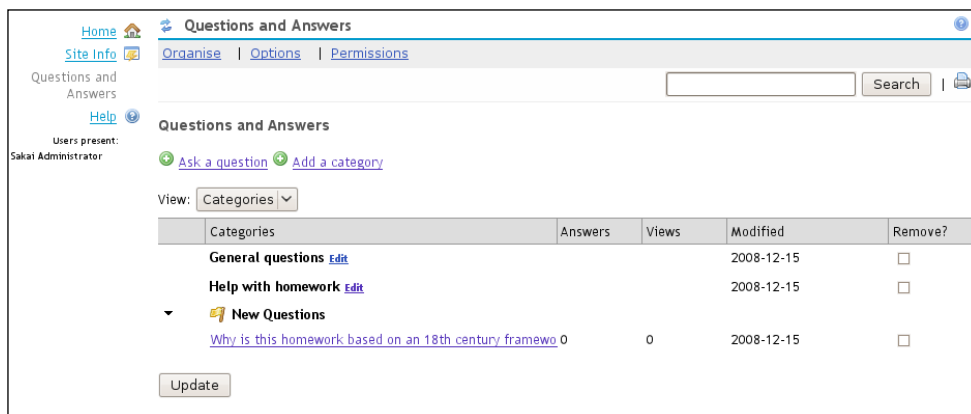 Home
Site Info
Questions and
Answers
Help
Users present:
Sakai Administrator
Questions and Answers
Organise | Options | Permissions
Search |
Questions and Answers
Ask a question Add a category
View: Categories
Categories Answers Views Modified Remove?
General questions Edit 2008-12-15
Help with homework Edit 2008-12-15
New Questions
Why is this homework based on an 18th century framewo 0 0 2008-12-15
Update